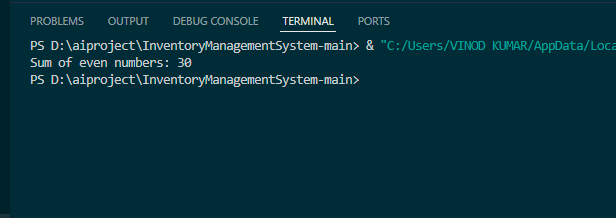 PROBLEMS OUTPUT DEBUG CONSOLE TERMINAL PORTS
PS D:\aiproject\InventoryManagementSystem-main> & "C:/Users/VINOD KUMAR/AppData/Loca
Sum of even numbers: 30
PS D:\aiproject\InventoryManagementSystem-main>